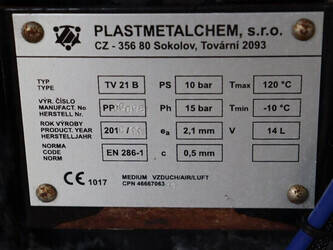 PLASTMETALCHEM, s.r.o.
CZ - 356 80 Sokolov, Tovární 2093
TYP
TYPE TV 21 B PS 10 bar Tmax 120 °C
VÝR. ČÍSLO
MANUFACT. No PP Ph 15 bar Tmin -10 °C
HERSTELL Nr.
ROK VÝROBY
PRODUCT. YEAR 201 eₐ 2,1 mm V 14 L
HERSTELLJAHR
NORMA
CODE EN 286-1 c 0,5 mm
NORM
CE 1017 MEDIUM VZDUCH/AIR/LUFT
CPN 46667063